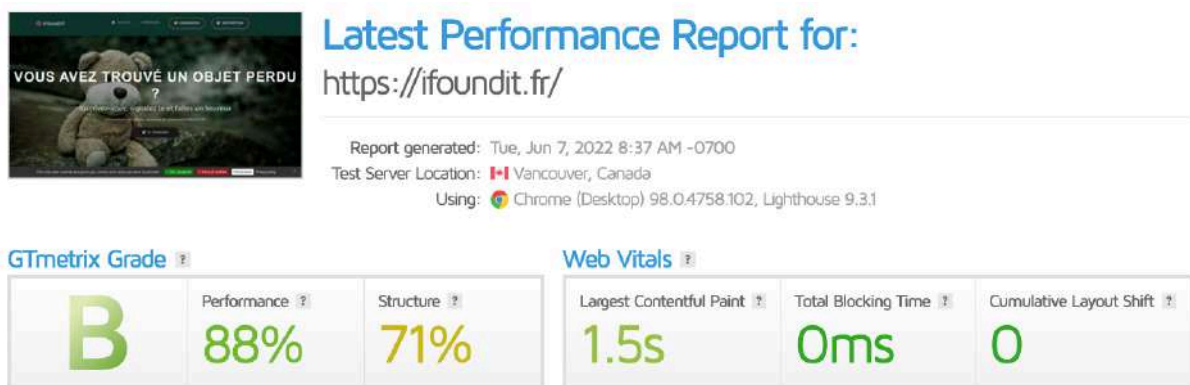 IFOUNDIT
VOUS AVEZ TROUVÉ UN OBJET PERDU
?
Latest Performance Report for:
https://ifoundit.fr/
Report generated: Tue, Jun 7, 2022 8:37 AM -0700
Test Server Location: Vancouver, Canada
Using: Chrome (Desktop) 98.0.4758.102, Lighthouse 9.3.1
GTmetrix Grade ?
Web Vitals ?
B
Performance ?
88%
Structure ?
71%
Largest Contentful Paint ?
1.5s
Total Blocking Time ?
0ms
Cumulative Layout Shift ?
0